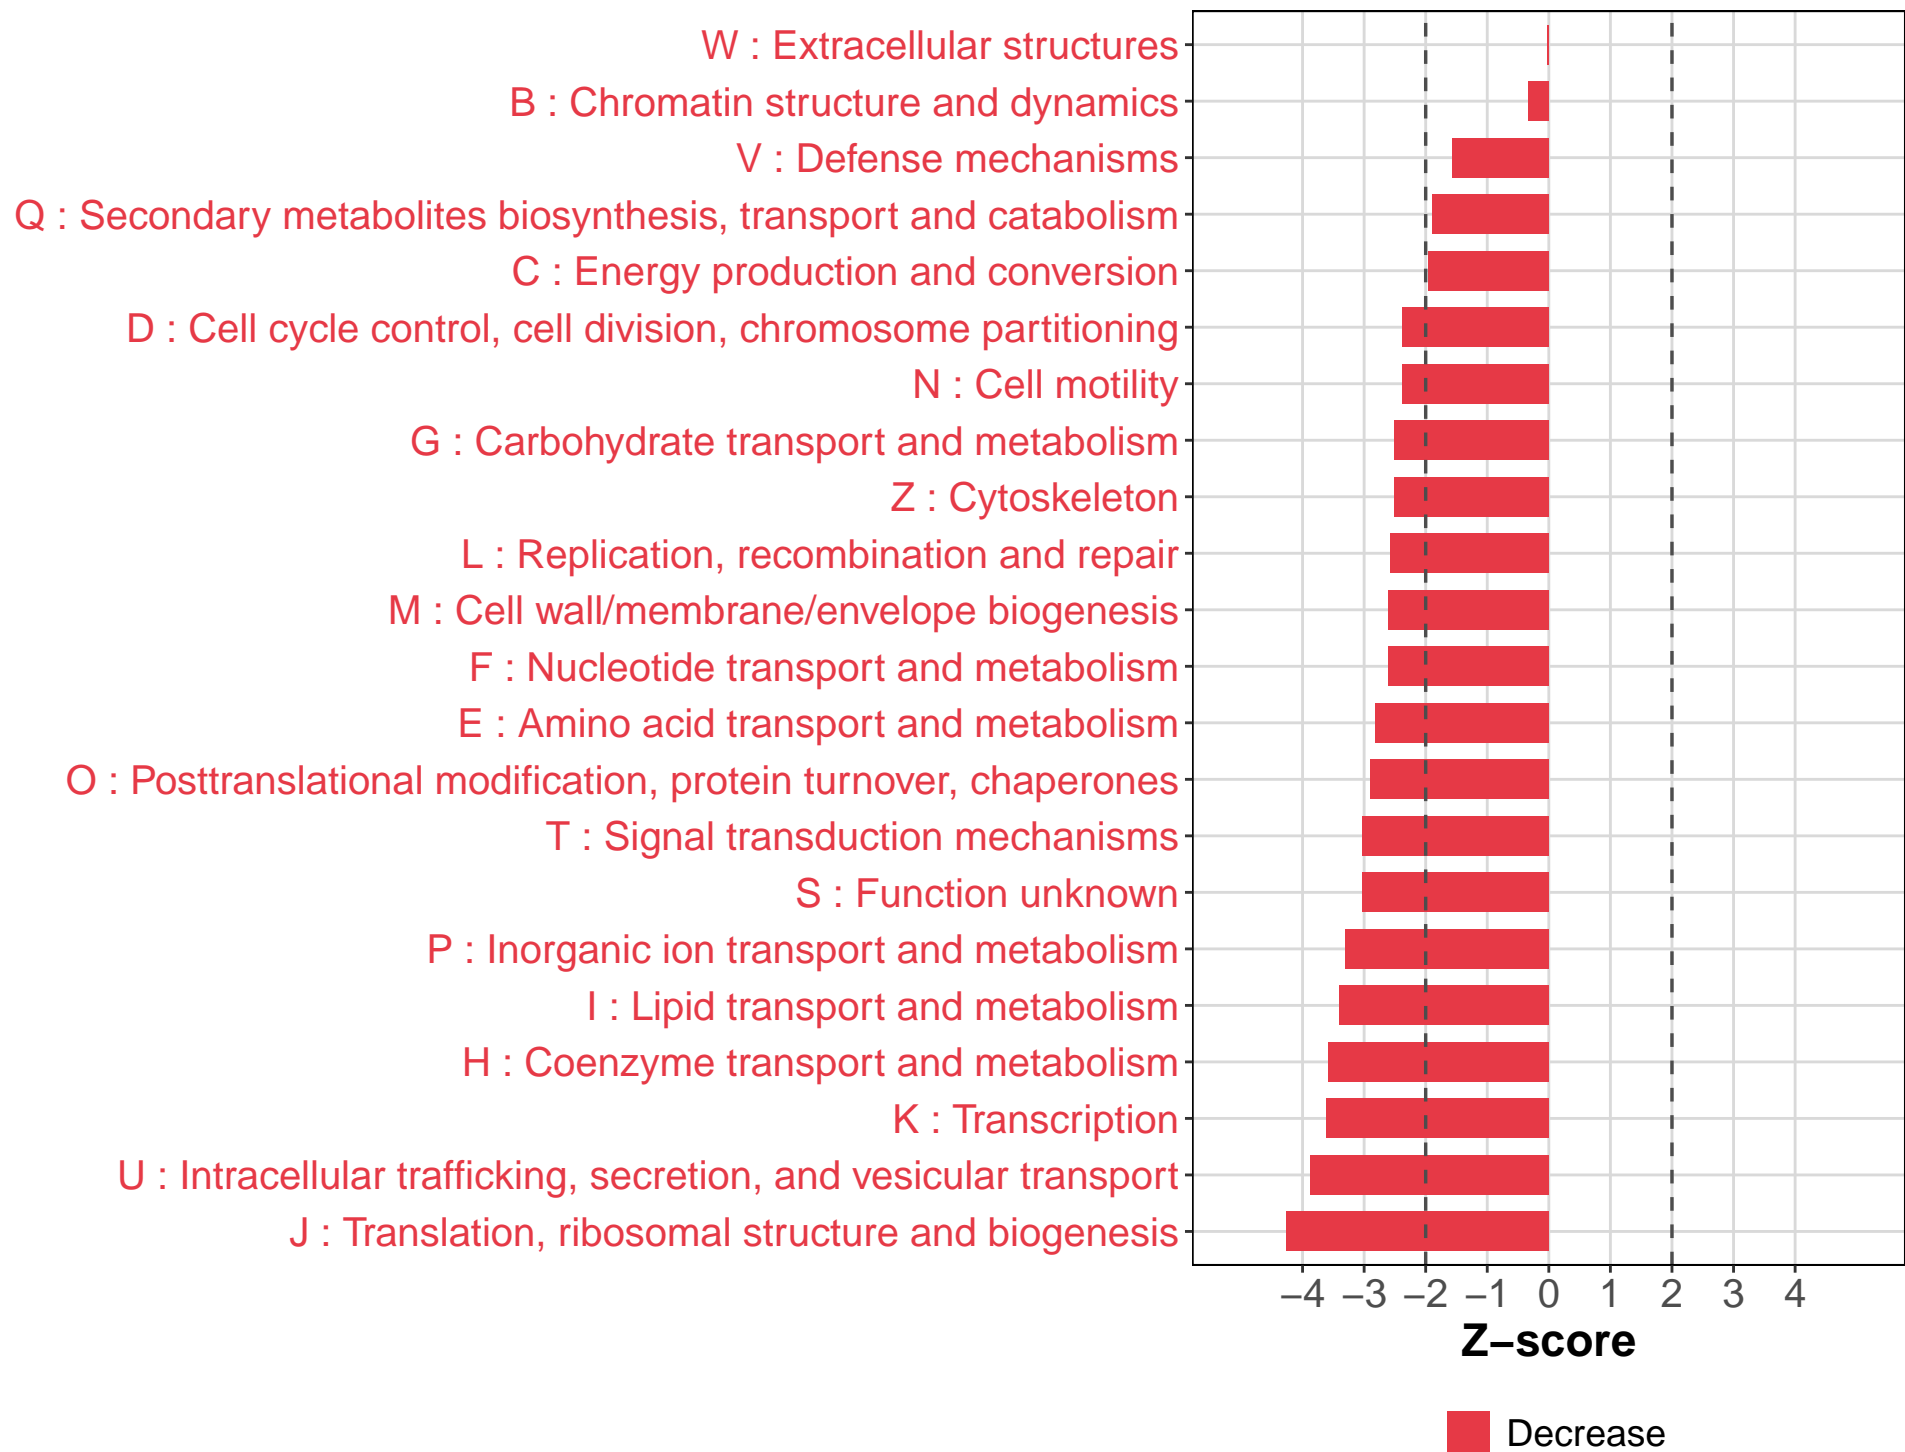 W : Extracellular structures
B : Chromatin structure and dynamics
V : Defense mechanisms
Q : Secondary metabolites biosynthesis, transport and catabolism
C : Energy production and conversion
D : Cell cycle control, cell division, chromosome partitioning
N : Cell motility
G : Carbohydrate transport and metabolism
Z : Cytoskeleton
L : Replication, recombination and repair
M : Cell wall/membrane/envelope biogenesis
F : Nucleotide transport and metabolism
E : Amino acid transport and metabolism
O : Posttranslational modification, protein turnover, chaperones
T : Signal transduction mechanisms
S : Function unknown
P : Inorganic ion transport and metabolism
I : Lipid transport and metabolism
H : Coenzyme transport and metabolism
K : Transcription
U : Intracellular trafficking, secretion, and vesicular transport
J : Translation, ribosomal structure and biogenesis
−4 −3 −2 −1 0 1 2 3 4
Z−score
Decrease